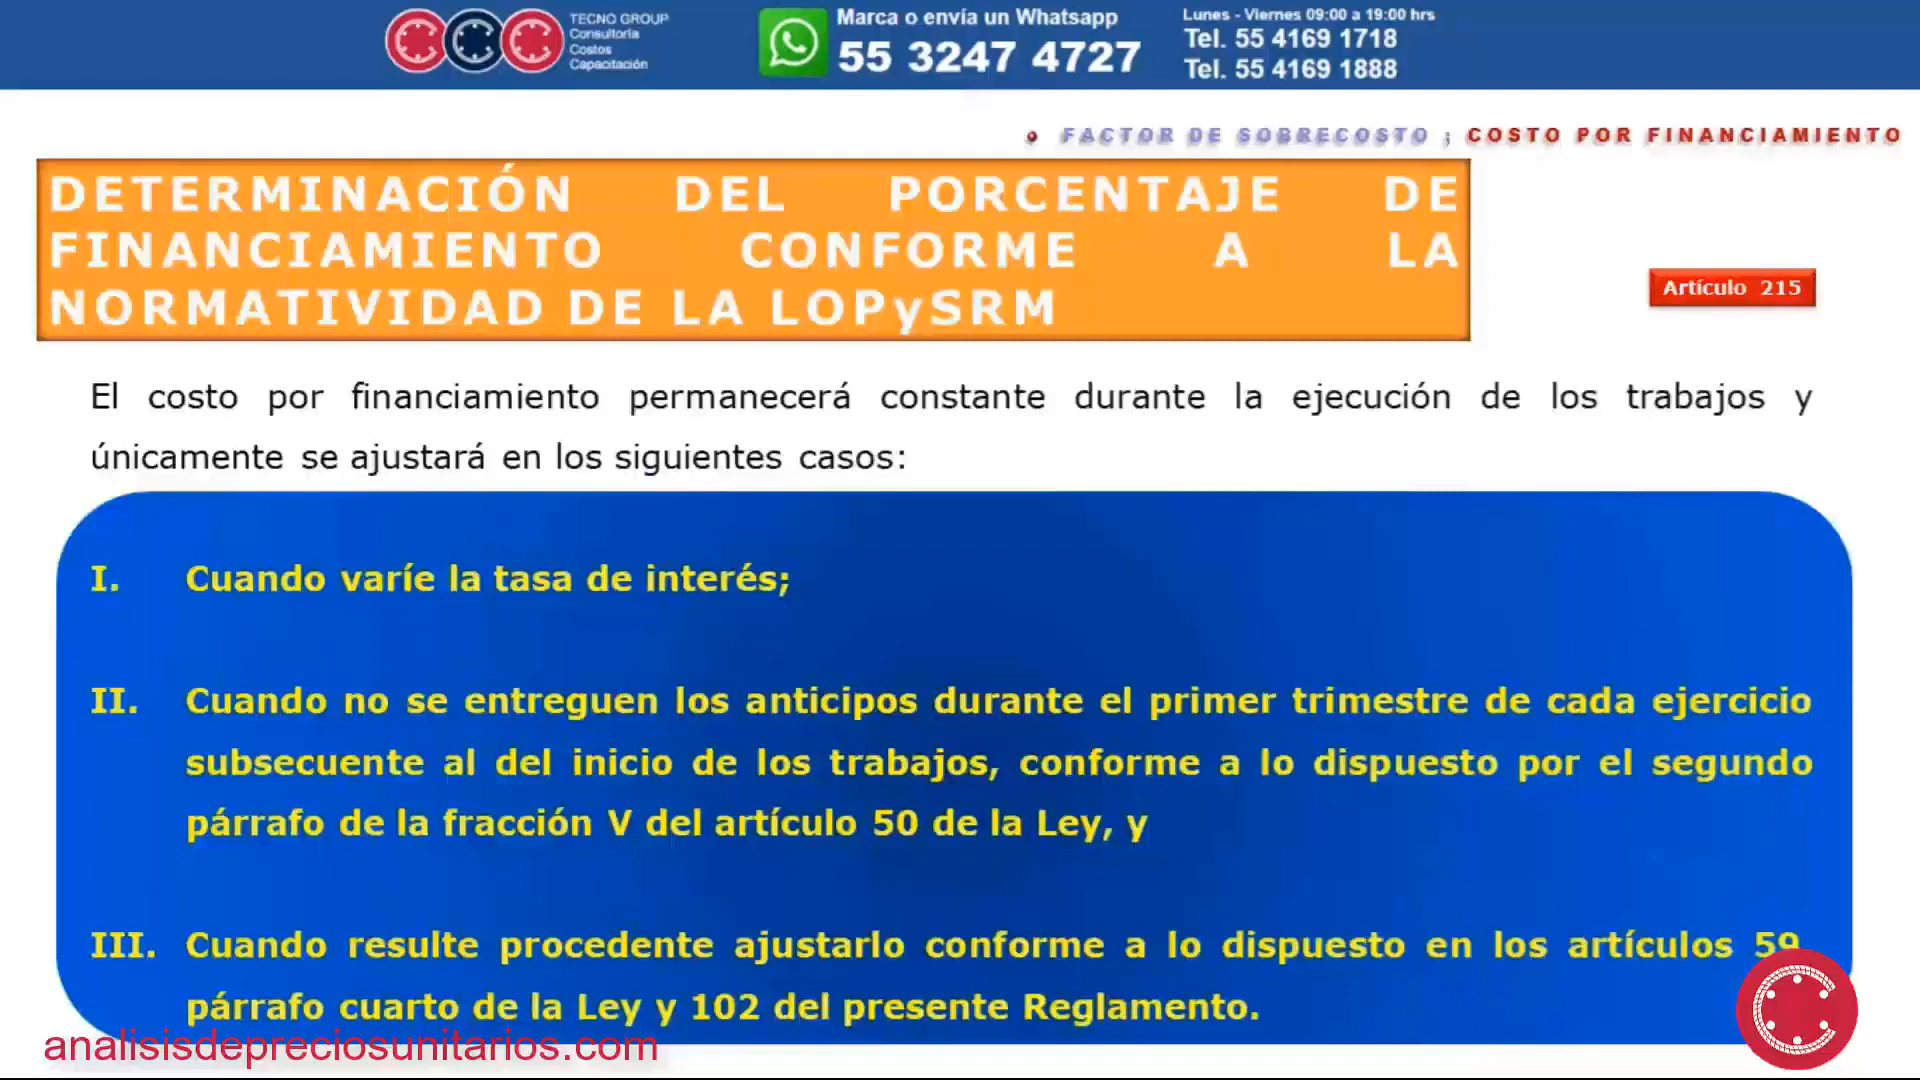 TECNO GROUP
Consultoría
Costos
Capacitación
Marca o envía un Whatsapp
55 3247 4727
Lunes - Viernes 09:00 a 19:00 hrs
Tel. 55 4169 1718
Tel. 55 4169 1888
FACTOR DE SOBRECOSTO ; COSTO POR FINANCIAMIENTO
DETERMINACIÓN DEL PORCENTAJE DE
FINANCIAMIENTO CONFORME A LA
NORMATIVIDAD DE LA LOPySRM
Artículo 215
El costo por financiamiento permanecerá constante durante la ejecución de los trabajos y
únicamente se ajustará en los siguientes casos:
I. Cuando varíe la tasa de interés;
II. Cuando no se entreguen los anticipos durante el primer trimestre de cada ejercicio
subsecuente al del inicio de los trabajos, conforme a lo dispuesto por el segundo
párrafo de la fracción V del artículo 50 de la Ley, y
III. Cuando resulte procedente ajustarlo conforme a lo dispuesto en los artículos 59,
párrafo cuarto de la Ley y 102 del presente Reglamento.
analisisdepreciosunitarios.com